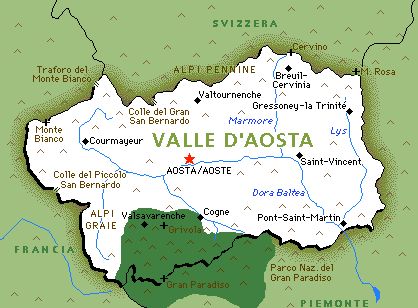 SVIZZERA
Cervino
Traforo del
Monte Bianco
ALPI PENNINE
M. Rosa
Breuil-
Cervinia
Valtournenche
Gressoney-la Trinité
Colle del Gran
San Bernardo
Marmore
Lys
Monte
Bianco
Courmayeur
VALLE D'AOSTA
Saint-Vincent
AOSTA/AOSTE
Colle del Piccolo
San Bernardo
Dora Baltea
ALPI
GRAIE
Valsavarenche
Cogne
Pont-Saint-Martin
Grivola
FRANCIA
Parco Naz. del
Gran Paradiso
Gran Paradiso
PIEMONTE